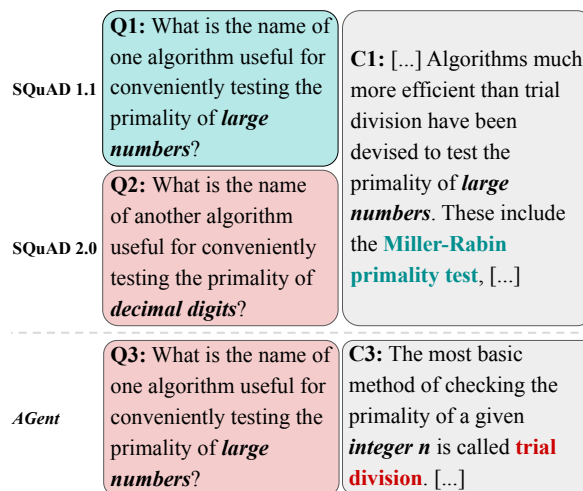 SQuAD 1.1
Q1: What is the name of
one algorithm useful for
conveniently testing the
primality of large
numbers?
SQuAD 2.0
Q2: What is the name
of another algorithm
useful for conveniently
testing the primality of
decimal digits?
C1: [...] Algorithms much
more efficient than trial
division have been
devised to test the
primality of large
numbers. These include
the Miller-Rabin
primality test, [...]
AGent
Q3: What is the name of
one algorithm useful for
conveniently testing the
primality of large
numbers?
C3: The most basic
method of checking the
primality of a given
integer n is called trial
division. [...]